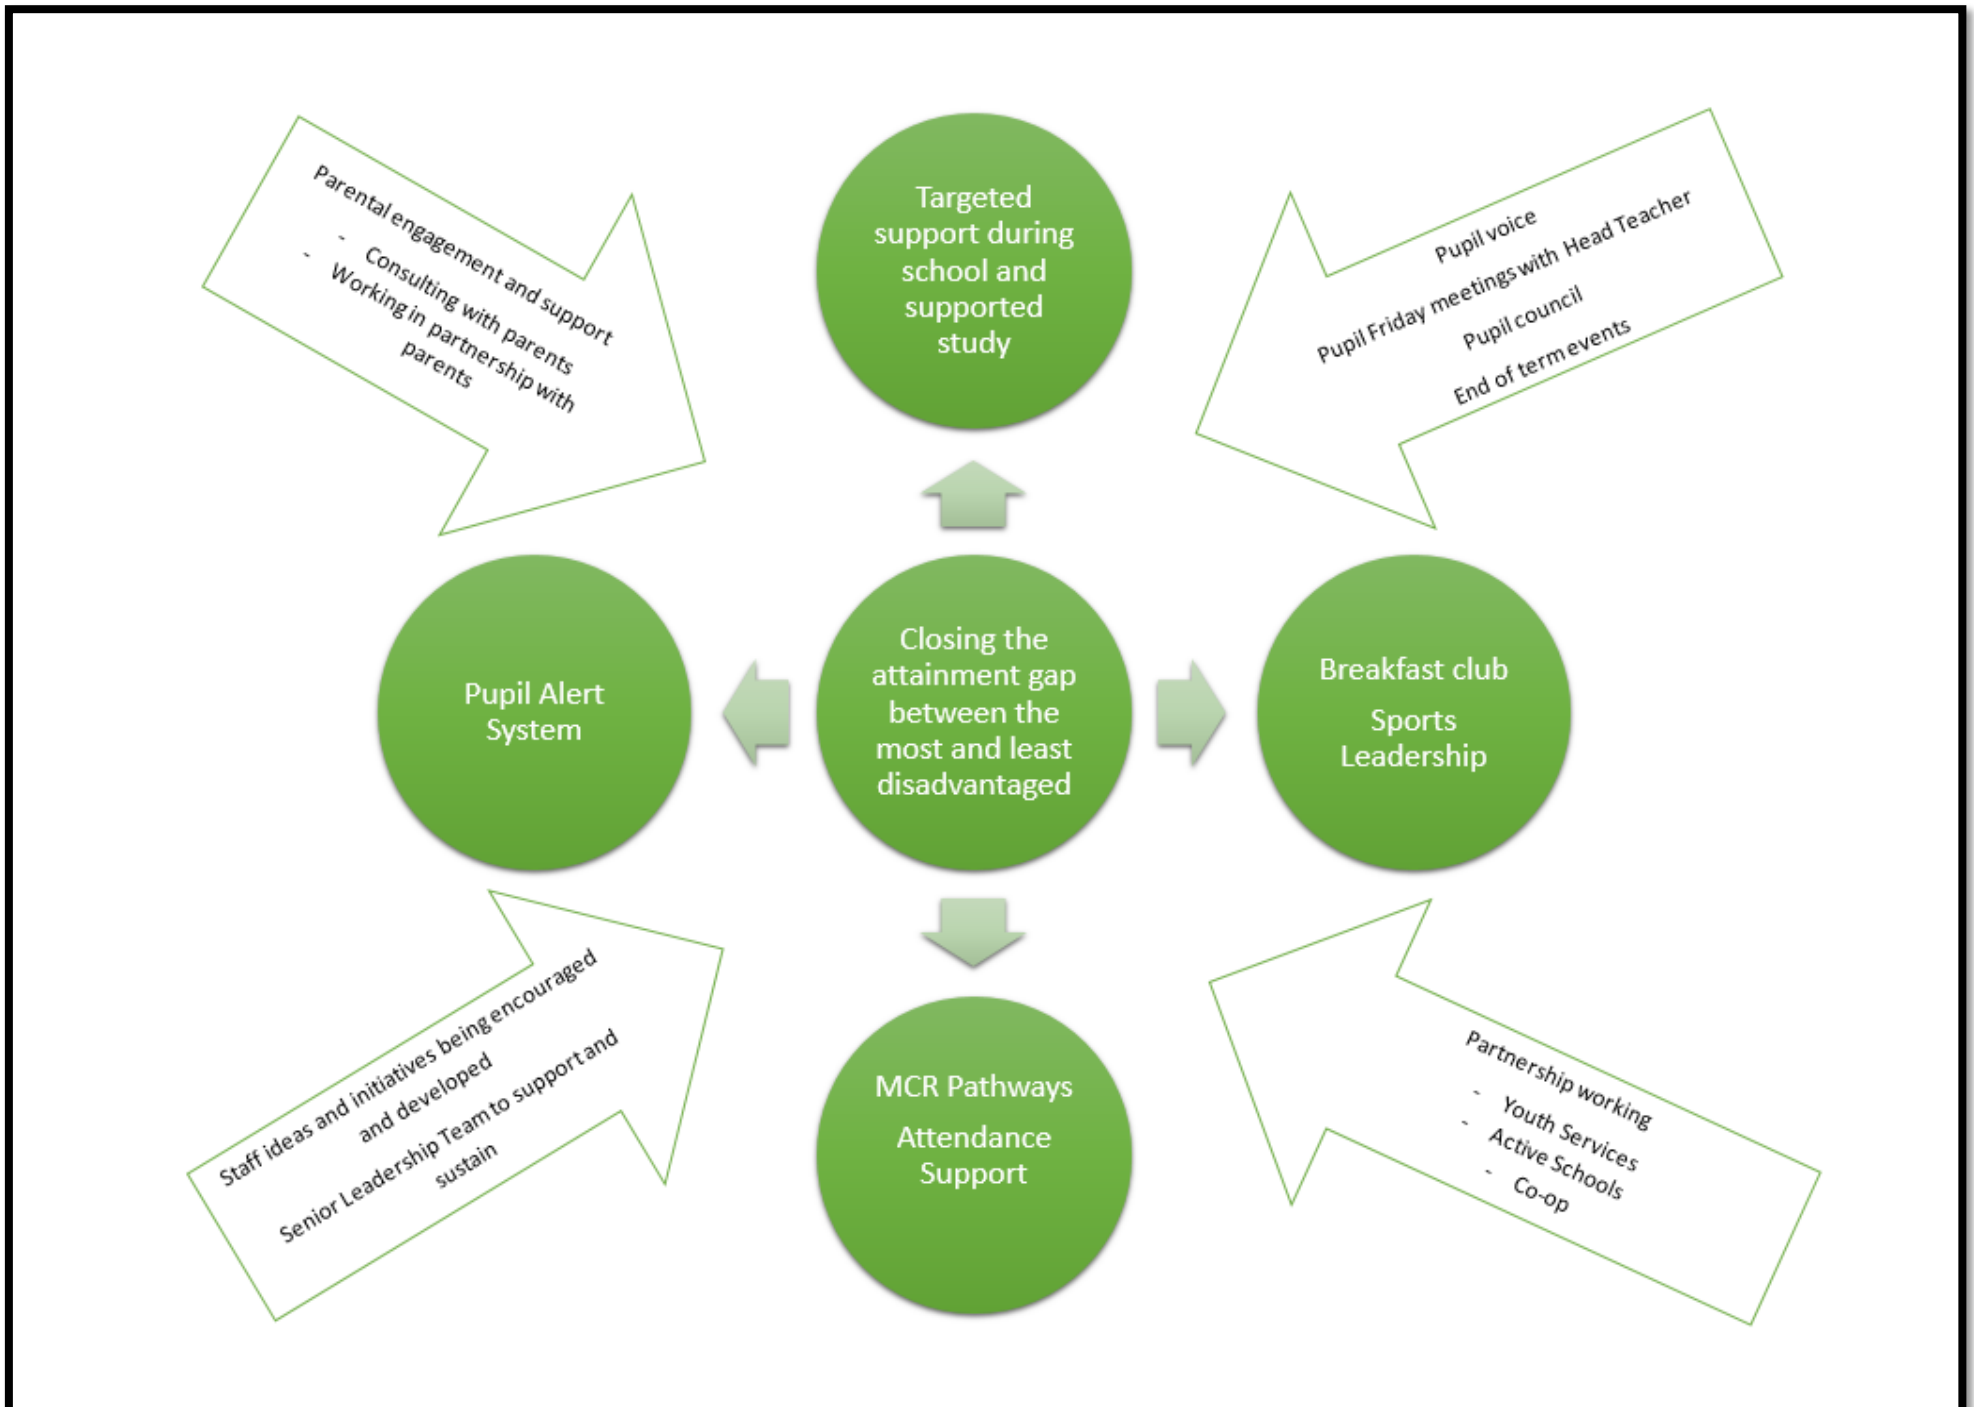 Parental engagement and support
- Consulting with parents
- Working in partnership with
parents
Targeted
support during
school and
supported
study
Pupil voice
Pupil Friday meetings with Head Teacher
Pupil council
End of term events
Pupil Alert
System
Closing the
attainment gap
between the
most and least
disadvantaged
Breakfast club
Sports
Leadership
Staff ideas and initiatives being encouraged
and developed
Senior Leadership Team to support and
sustain
MCR Pathways
Attendance
Support
Partnership working
- Youth Services
- Active Schools
- Co-op